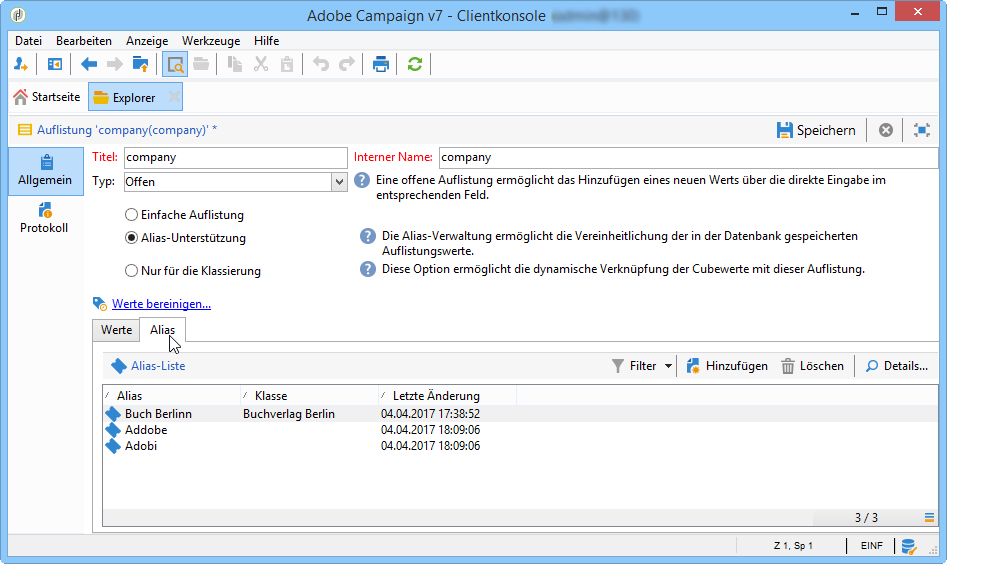 Adobe Campaign v7 - Clientkonsole
Datei Bearbeiten Anzeige Werkzeuge Hilfe
Startseite Explorer
Auflistung 'company(company)' * Speichern
Allgemein
Protokoll
Titel: company Interner Name: company
Typ: Offen Eine offene Auflistung ermöglicht das Hinzufügen eines neuen Werts über die direkte Eingabe im
entsprechenden Feld.
Einfache Auflistung
Alias-Unterstützung Die Alias-Verwaltung ermöglicht die Vereinheitlichung der in der Datenbank gespeicherten
Auflistungswerte.
Nur für die Klassierung Diese Option ermöglicht die dynamische Verknüpfung der Cubewerte mit dieser Auflistung.
Werte bereinigen...
Werte Alias
Alias-Liste Filter Hinzufügen Löschen Details...
Alias Klasse Letzte Änderung
Buch Berlinn Buchverlag Berlin 04.04.2017 17:38:52
Addobe 04.04.2017 18:09:06
Adobi 04.04.2017 18:09:06
3 / 3
Z 1, Sp 1 EINF